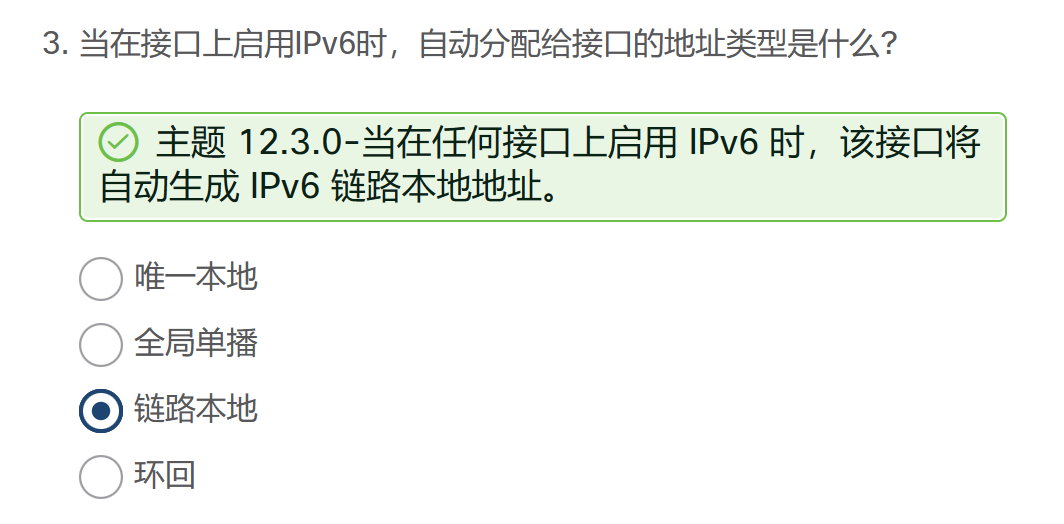 3. 当在接口上启用IPv6时，自动分配给接口的地址类型是什么?
主题 12.3.0-当在任何接口上启用 IPv6 时，该接口将
自动生成 IPv6 链路本地地址。
唯一本地
全局单播
链路本地
环回